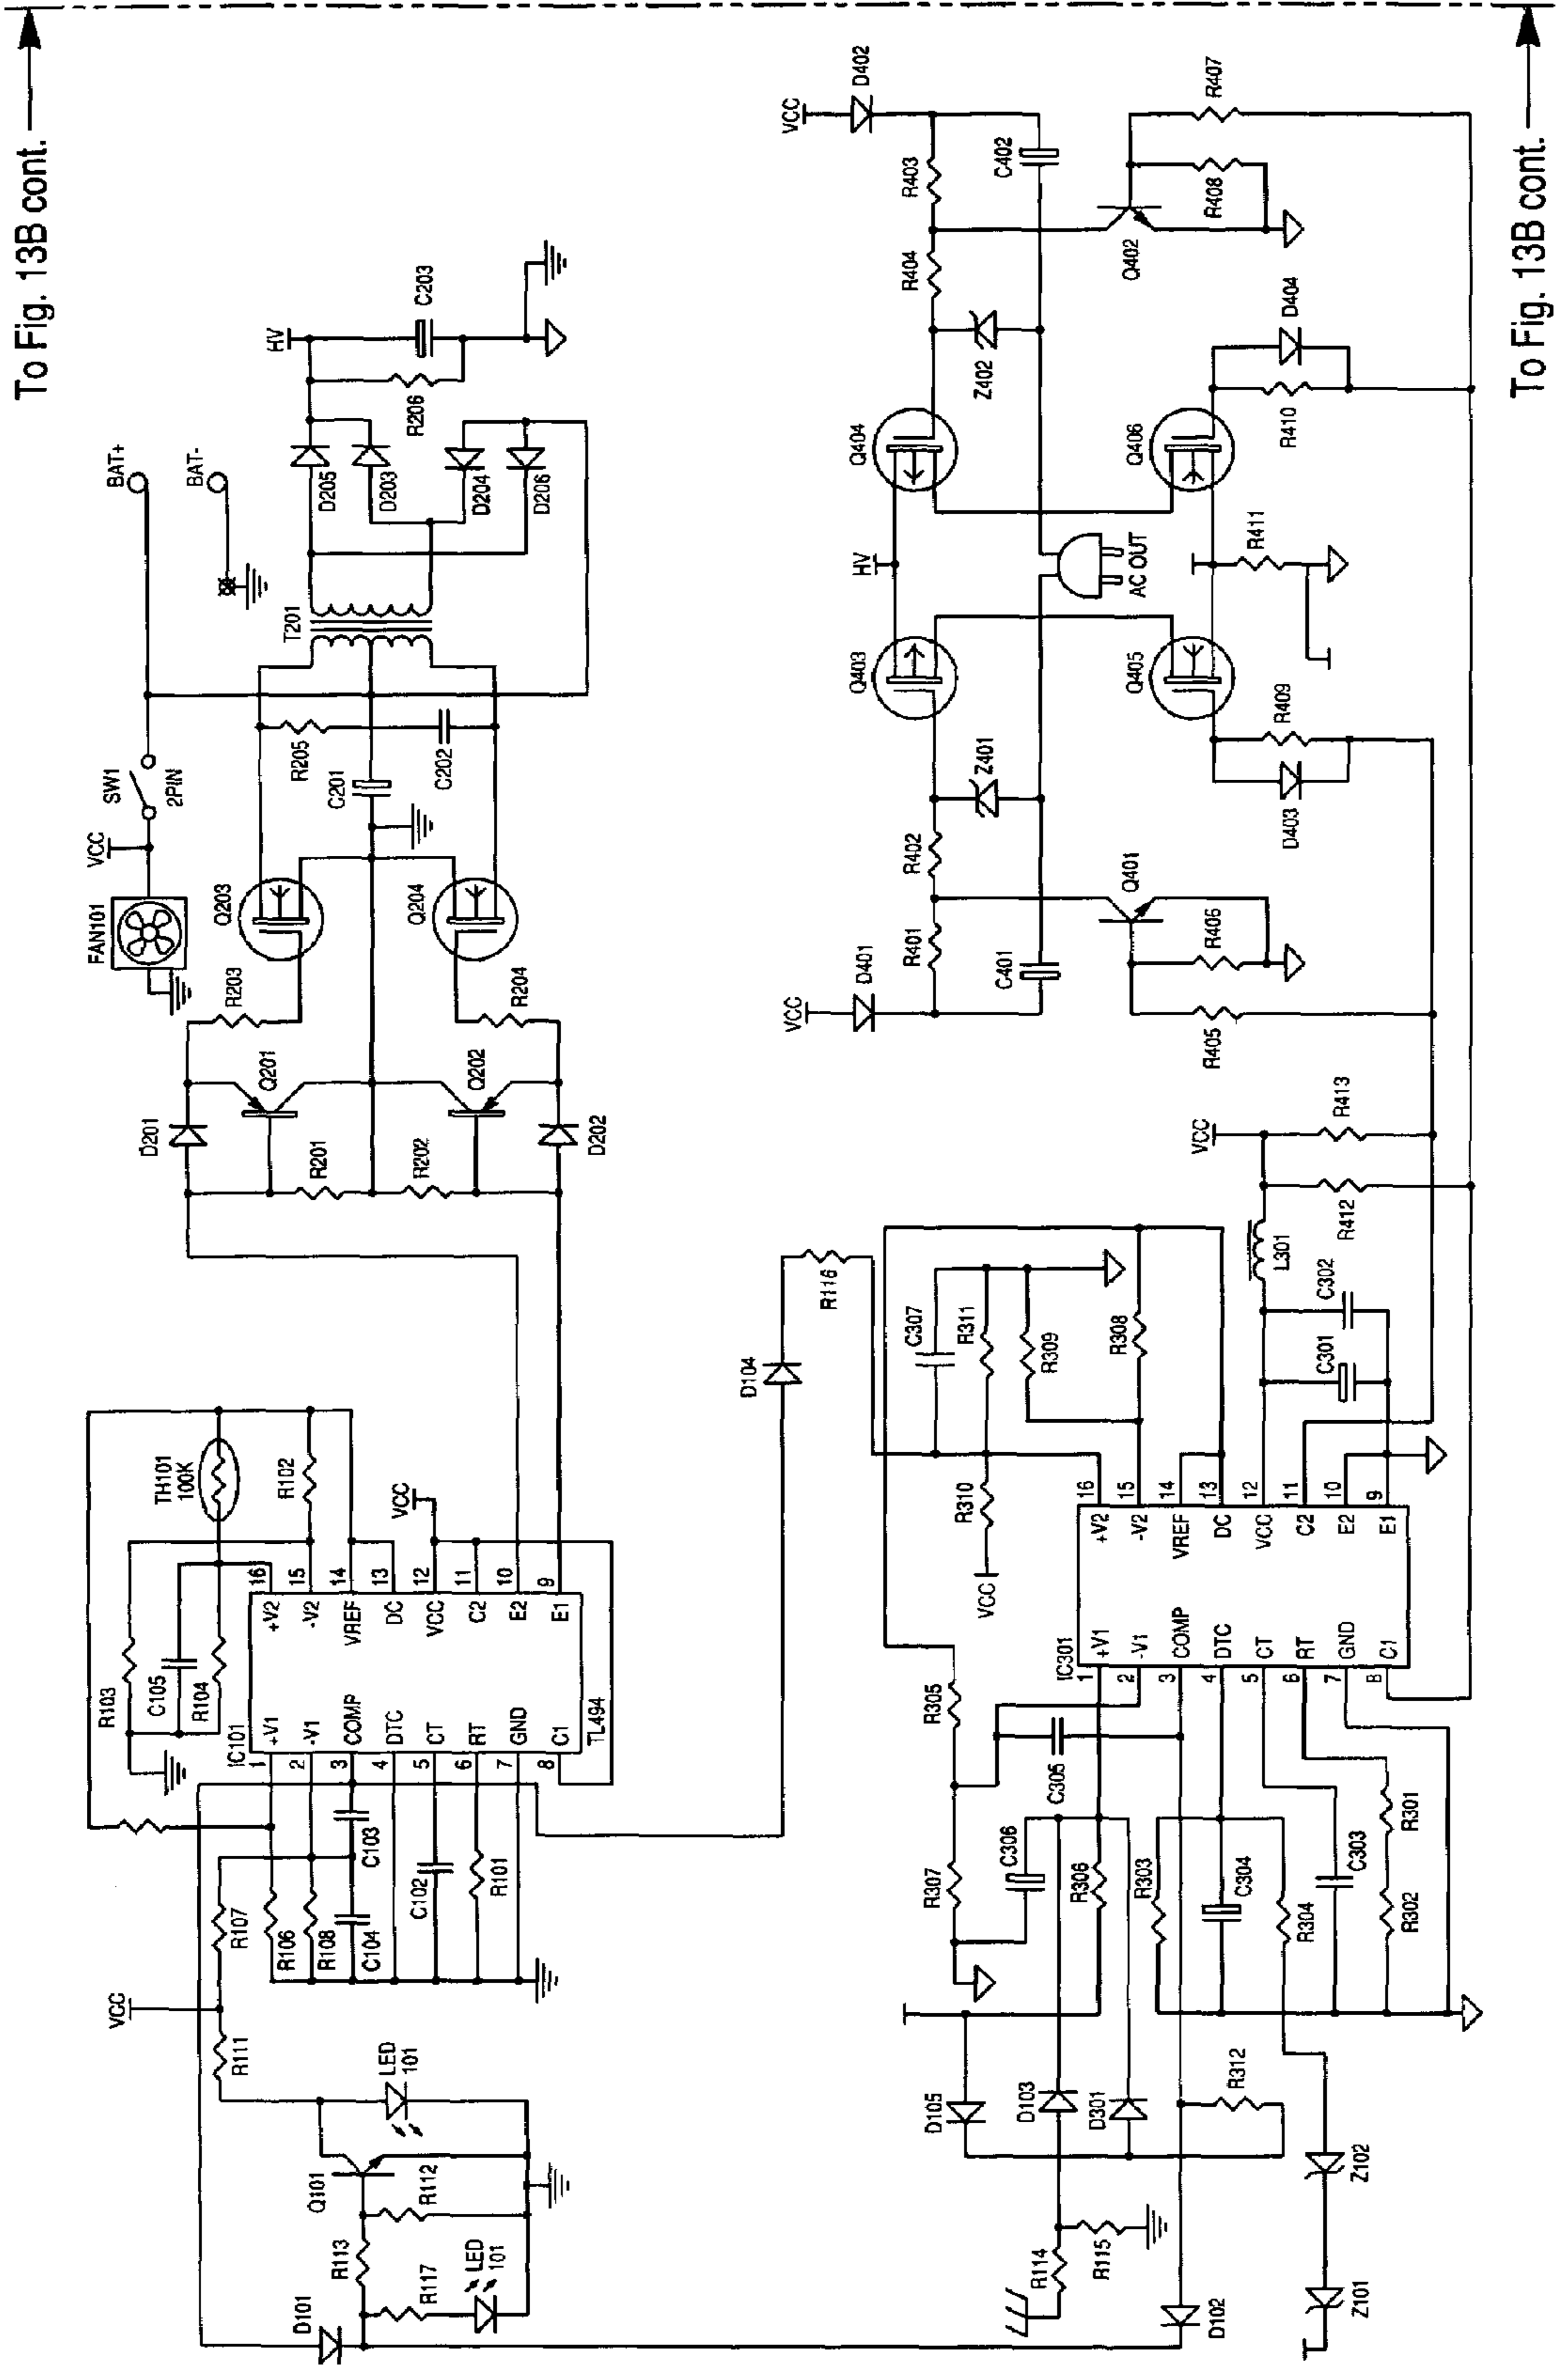 To Fig. 13B cont.
To Fig. 13B cont.
BAT+
BAT-
SW1
2PIN
VCC
FAN101
HV
C203
R206
D205
D203
D204
D206
T201
R205
C201
C202
Q203
Q204
R203
R204
Q201
Q202
D201
D202
R201
R202
TH101
100K
R102
VCC
R103
C105
R104
16
15
14
13
12
11
10
9
+V2
-V2
VREF
DC
VCC
C2
E2
E1
+V1
-V1
COMP
DTC
CT
RT
GND
C1
IC101
TL494
1
2
3
4
5
6
7
8
C103
C102
R101
R107
R106
R108
C104
VCC
R111
LED
101
Q101
R112
R113
R117
LED
101
D101
VCC
D402
R407
R403
C402
R408
R404
Q402
Z402
D404
R410
Q404
Q406
HV
R411
AC OUT
Q403
Q405
R409
D403
Z401
R402
Q401
R401
R406
C401
D401
VCC
R405
R413
VCC
R412
L301
C302
C301
D104
R116
C307
R311
R309
R308
R310
VCC
16
15
14
13
12
11
10
9
+V2
-V2
VREF
DC
VCC
C2
E2
E1
+V1
-V1
COMP
DTC
CT
RT
GND
C1
IC301
1
2
3
4
5
6
7
8
R305
C305
R307
C306
R306
R303
C304
R304
C303
R301
R302
D105
D103
D301
R312
R114
R115
D102
Z102
Z101